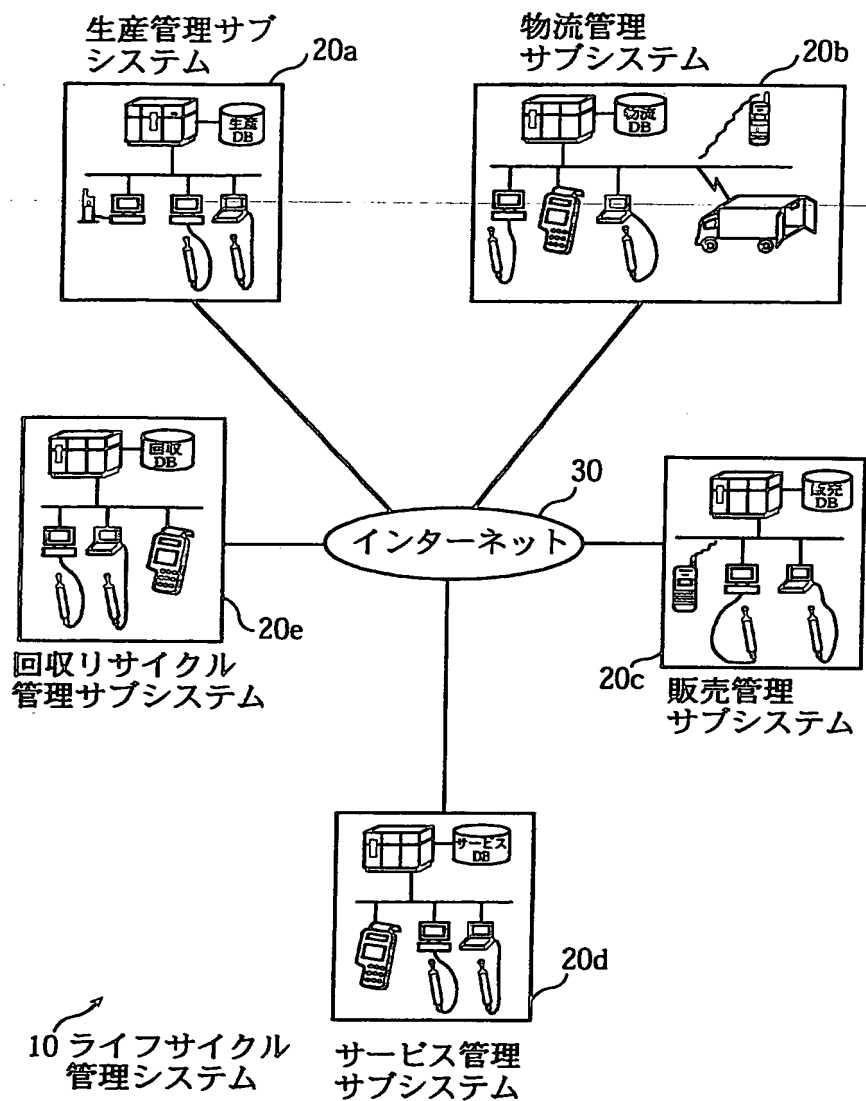 生産管理サブ
システム
20a
生産
DB
物流管理
サブシステム
20b
物流
DB
回収
DB
20e
回収リサイクル
管理サブシステム
30
インターネット
販売
DB
20c
販売管理
サブシステム
サービス
DB
20d
サービス管理
サブシステム
10 ライフサイクル
管理システム